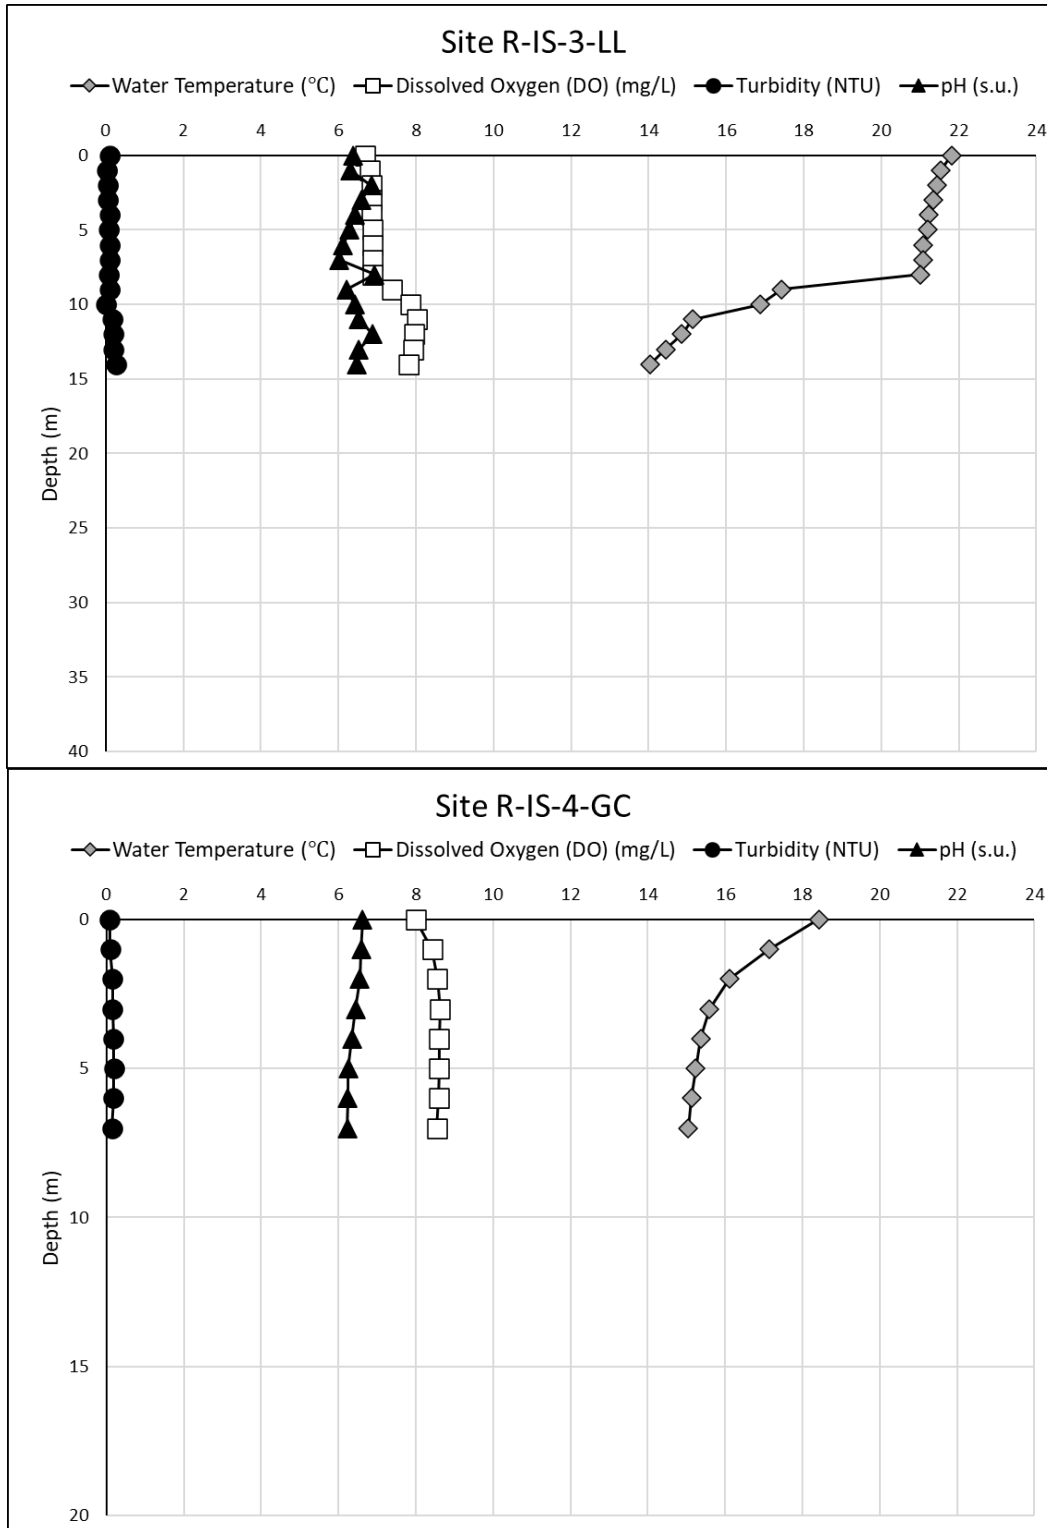 Site R-IS-3-LL
Water Temperature (°C) Dissolved Oxygen (DO) (mg/L) Turbidity (NTU) pH (s.u.)
0 2 4 6 8 10 12 14 16 18 20 22 24
0
5
10
15
Depth (m)
20
25
30
35
40
Site R-IS-4-GC
Water Temperature (°C) Dissolved Oxygen (DO) (mg/L) Turbidity (NTU) pH (s.u.)
0 2 4 6 8 10 12 14 16 18 20 22 24
0
5
Depth (m)
10
15
20